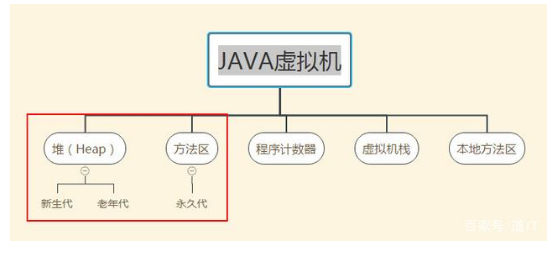 JAVA虚拟机
堆（Heap）
方法区
程序计数器
虚拟机栈
本地方法区
新生代
老年代
永久代